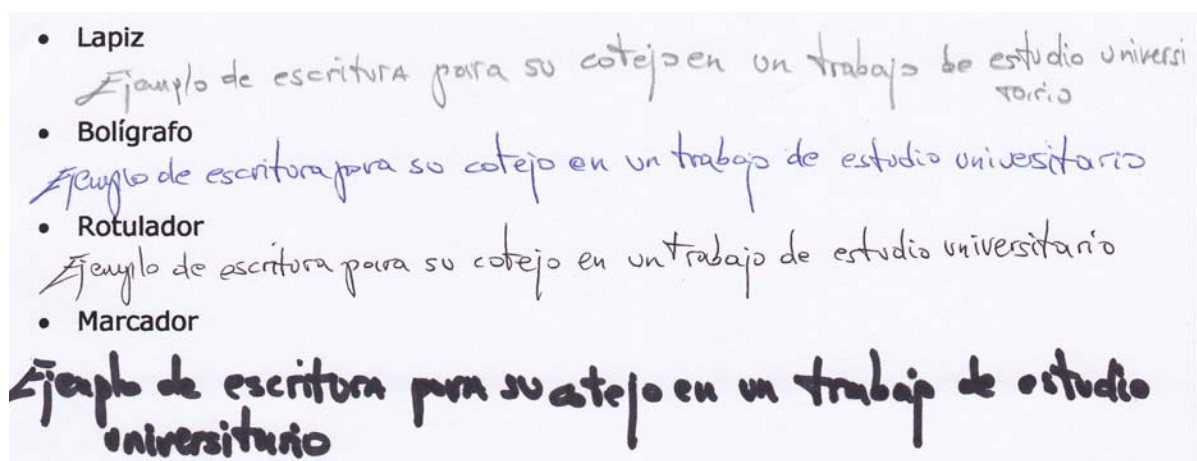 • Lapiz
Ejemplo de escritura para su cotejo en un trabajo de estudio universi
tario
• Bolígrafo
Ejemplo de escritura para su cotejo en un trabajo de estudio univesitario
• Rotulador
Ejemplo de escritura para su cotejo en un trabajo de estudio universitario
• Marcador
Ejemplo de escritura para su cotejo en un trabajo de estudio
universitario